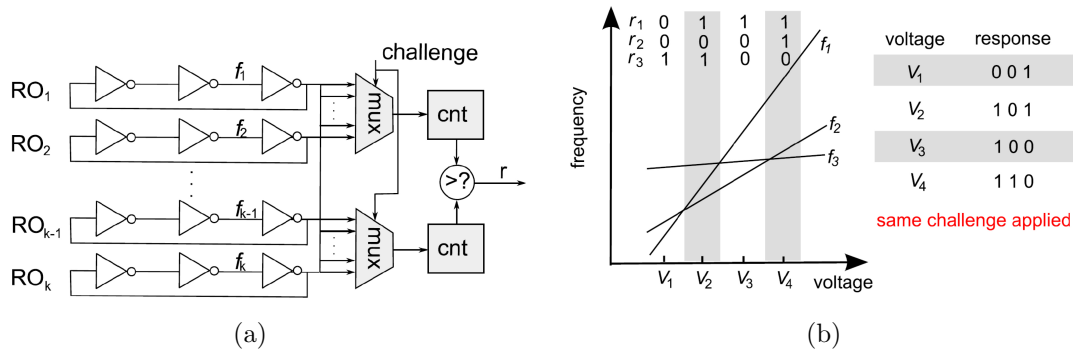 challenge
RO1
f1
mux
cnt
RO2
f2
>?
r
ROk-1
fk-1
mux
cnt
ROk
fk
(a)
r1 0 1 1 1
r2 0 0 0 1
r3 1 1 0 0
frequency
f1
f2
f3
V1 V2 V3 V4 voltage
voltage response
V1 0 0 1
V2 1 0 1
V3 1 0 0
V4 1 1 0
same challenge applied
(b)